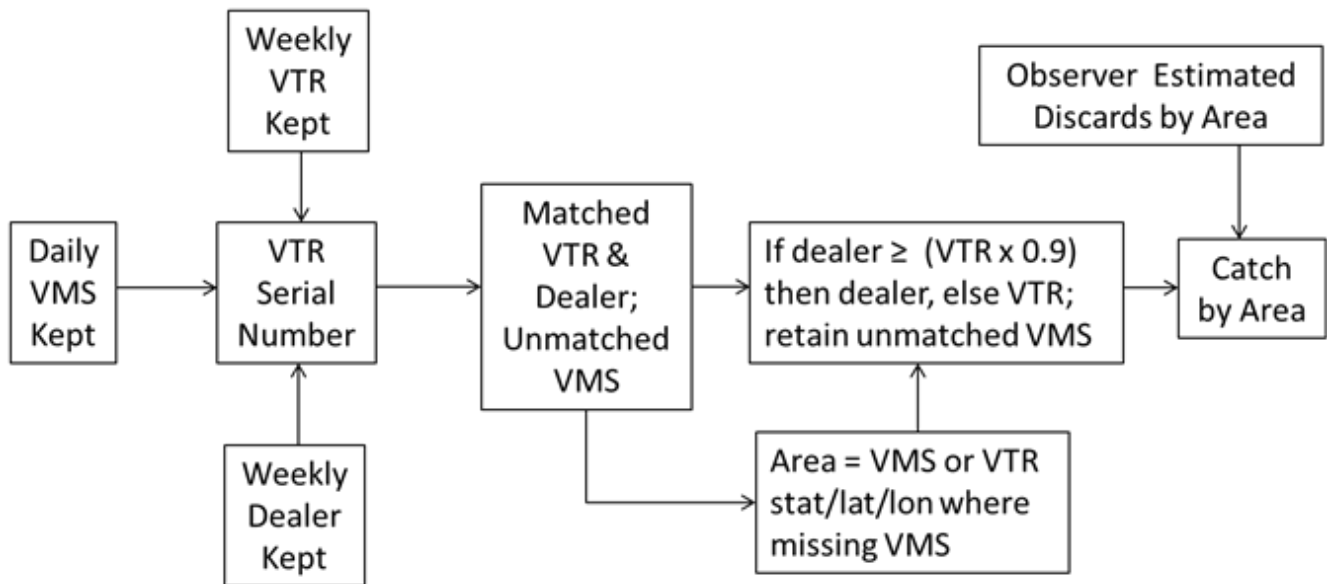 Weekly
VTR
Kept
Observer Estimated
Discards by Area
Daily
VMS
Kept
VTR
Serial
Number
Matched
VTR &
Dealer;
Unmatched
VMS
If dealer ≥ (VTR x 0.9)
then dealer, else VTR;
retain unmatched VMS
Catch
by Area
Weekly
Dealer
Kept
Area = VMS or VTR
stat/lat/lon where
missing VMS